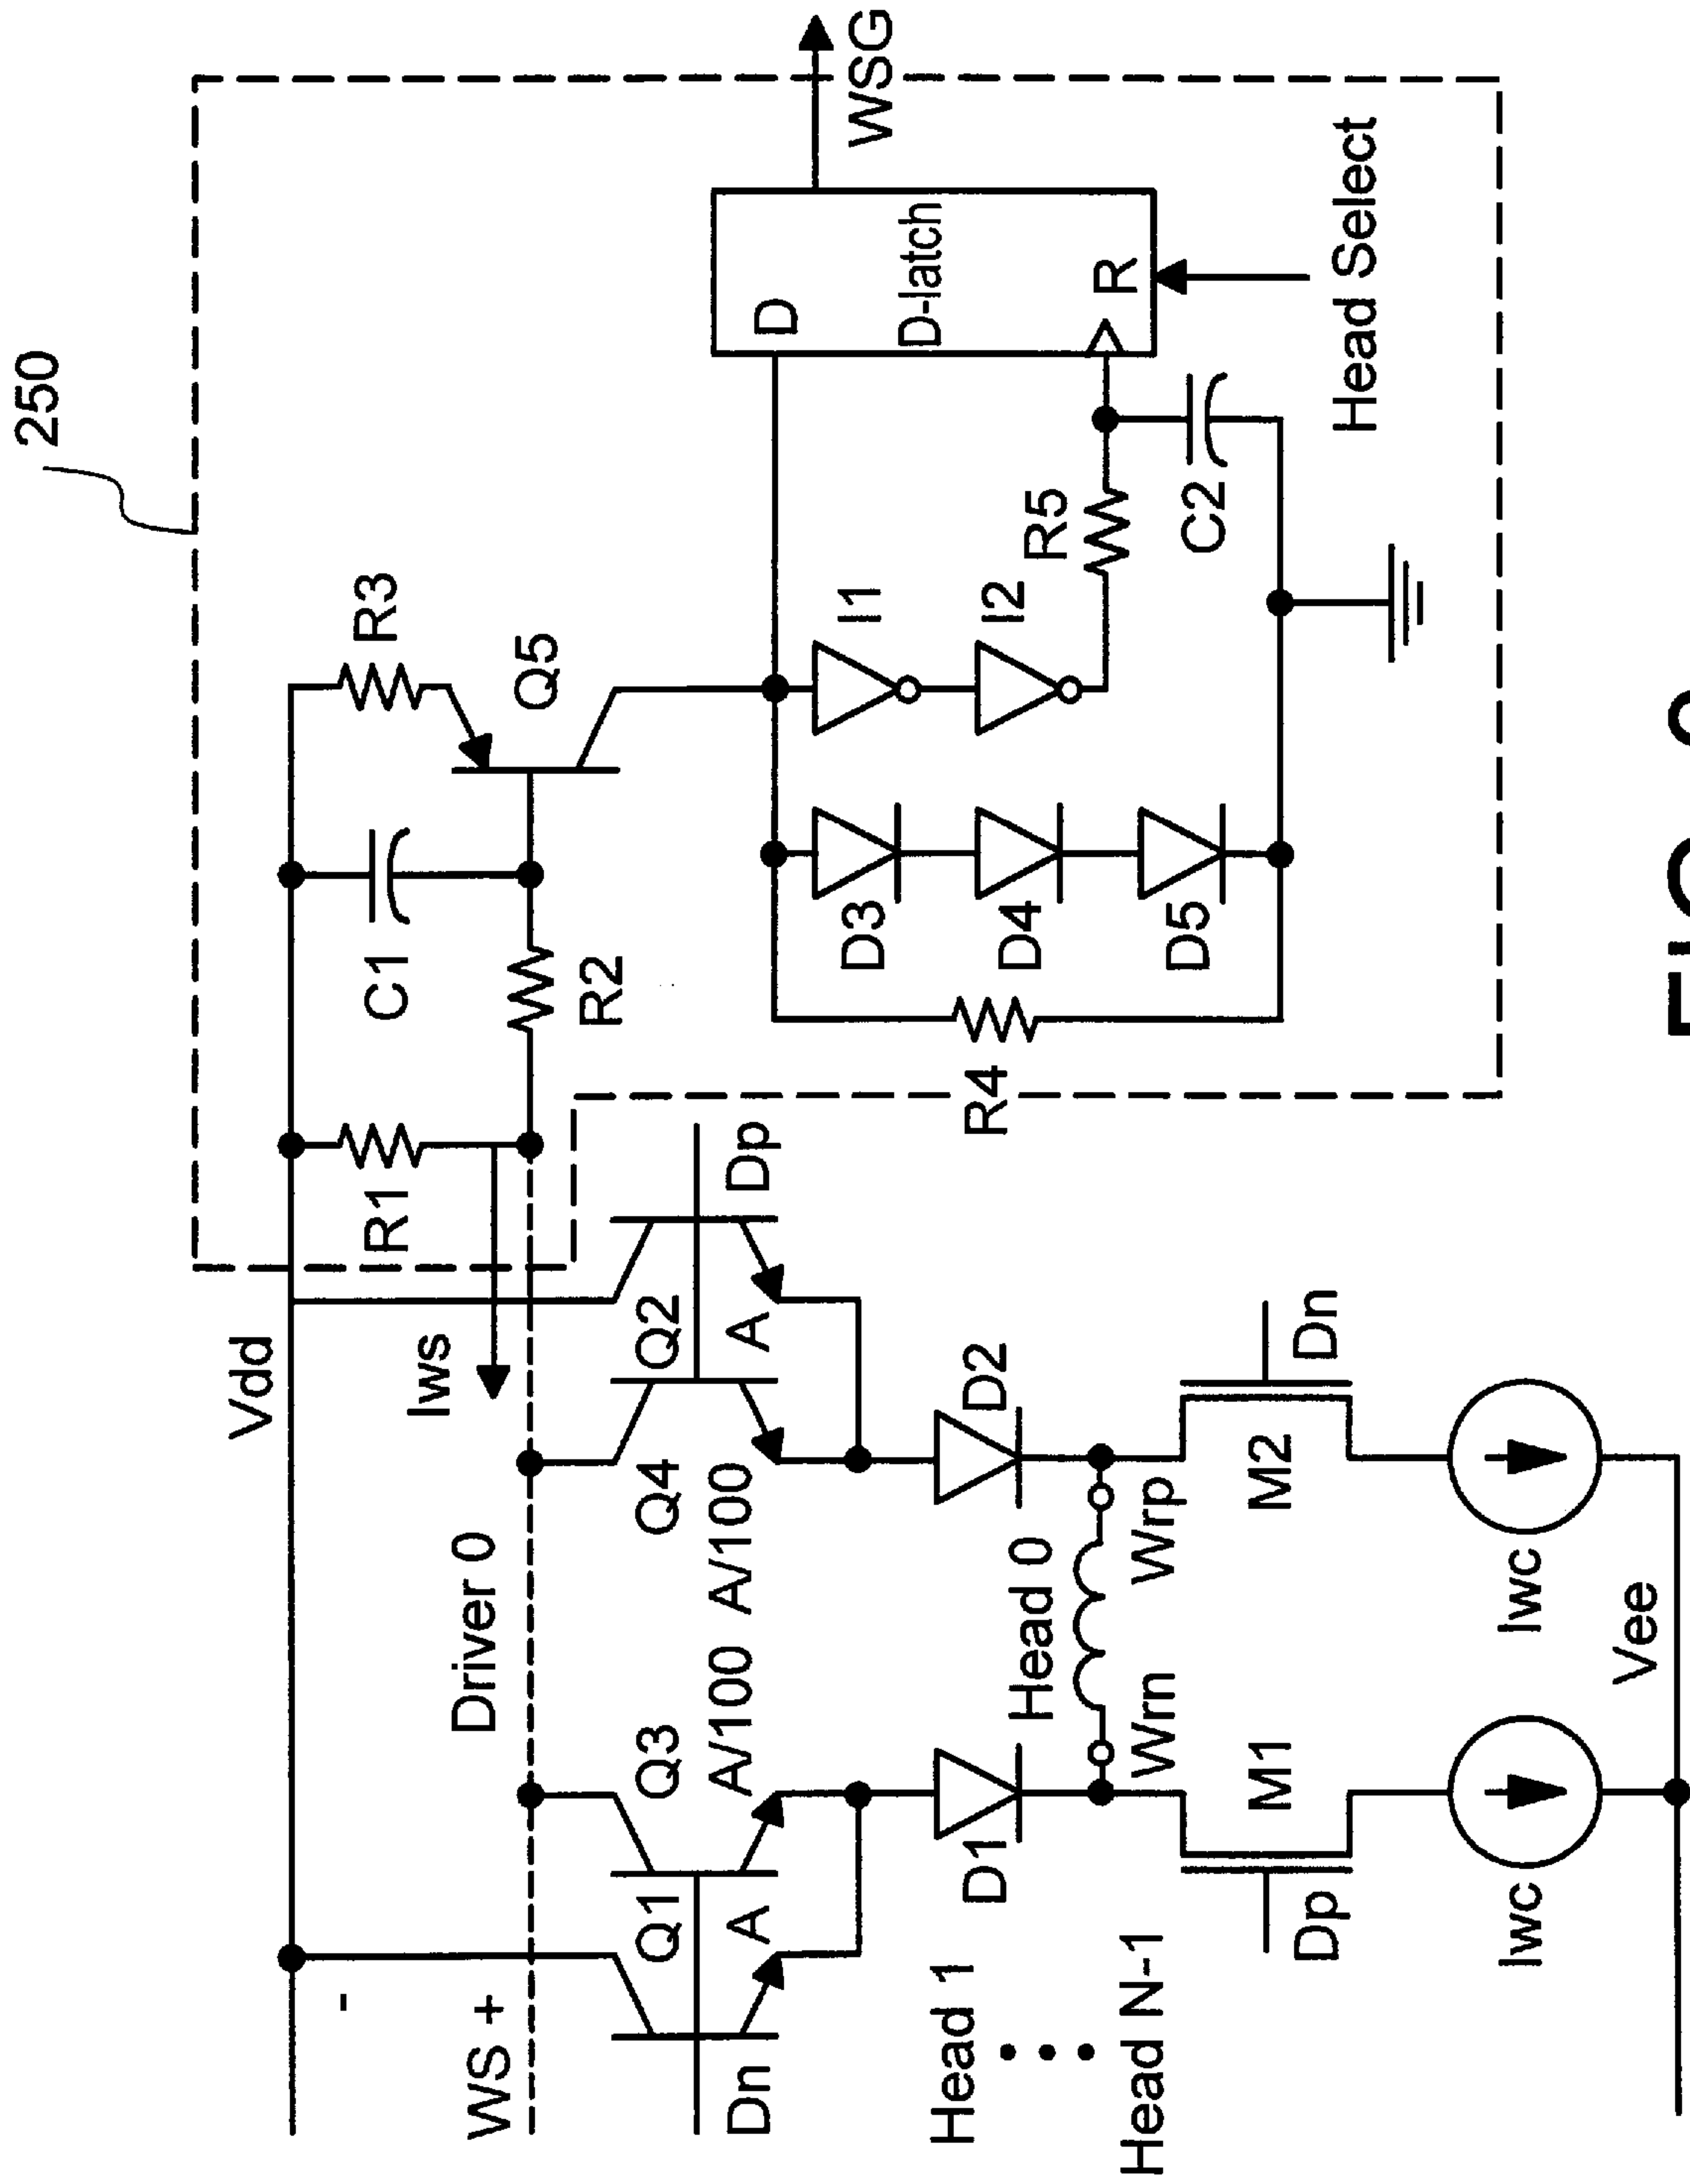 250
Vdd
R1
C1
R3
Iws
R2
Q5
WS +
-
Driver 0
Q1
Q3
Q4
Q2
Dn
A
A/100
A/100
A
Dp
D
D-latch
R
WSG
I1
I2
R5
C2
Head Select
D3
D4
D5
R4
Head 1
Head N-1
D1
Head 0
D2
Wrn
Wrp
Dp
M1
M2
Dn
Iwc
Iwc
Vee